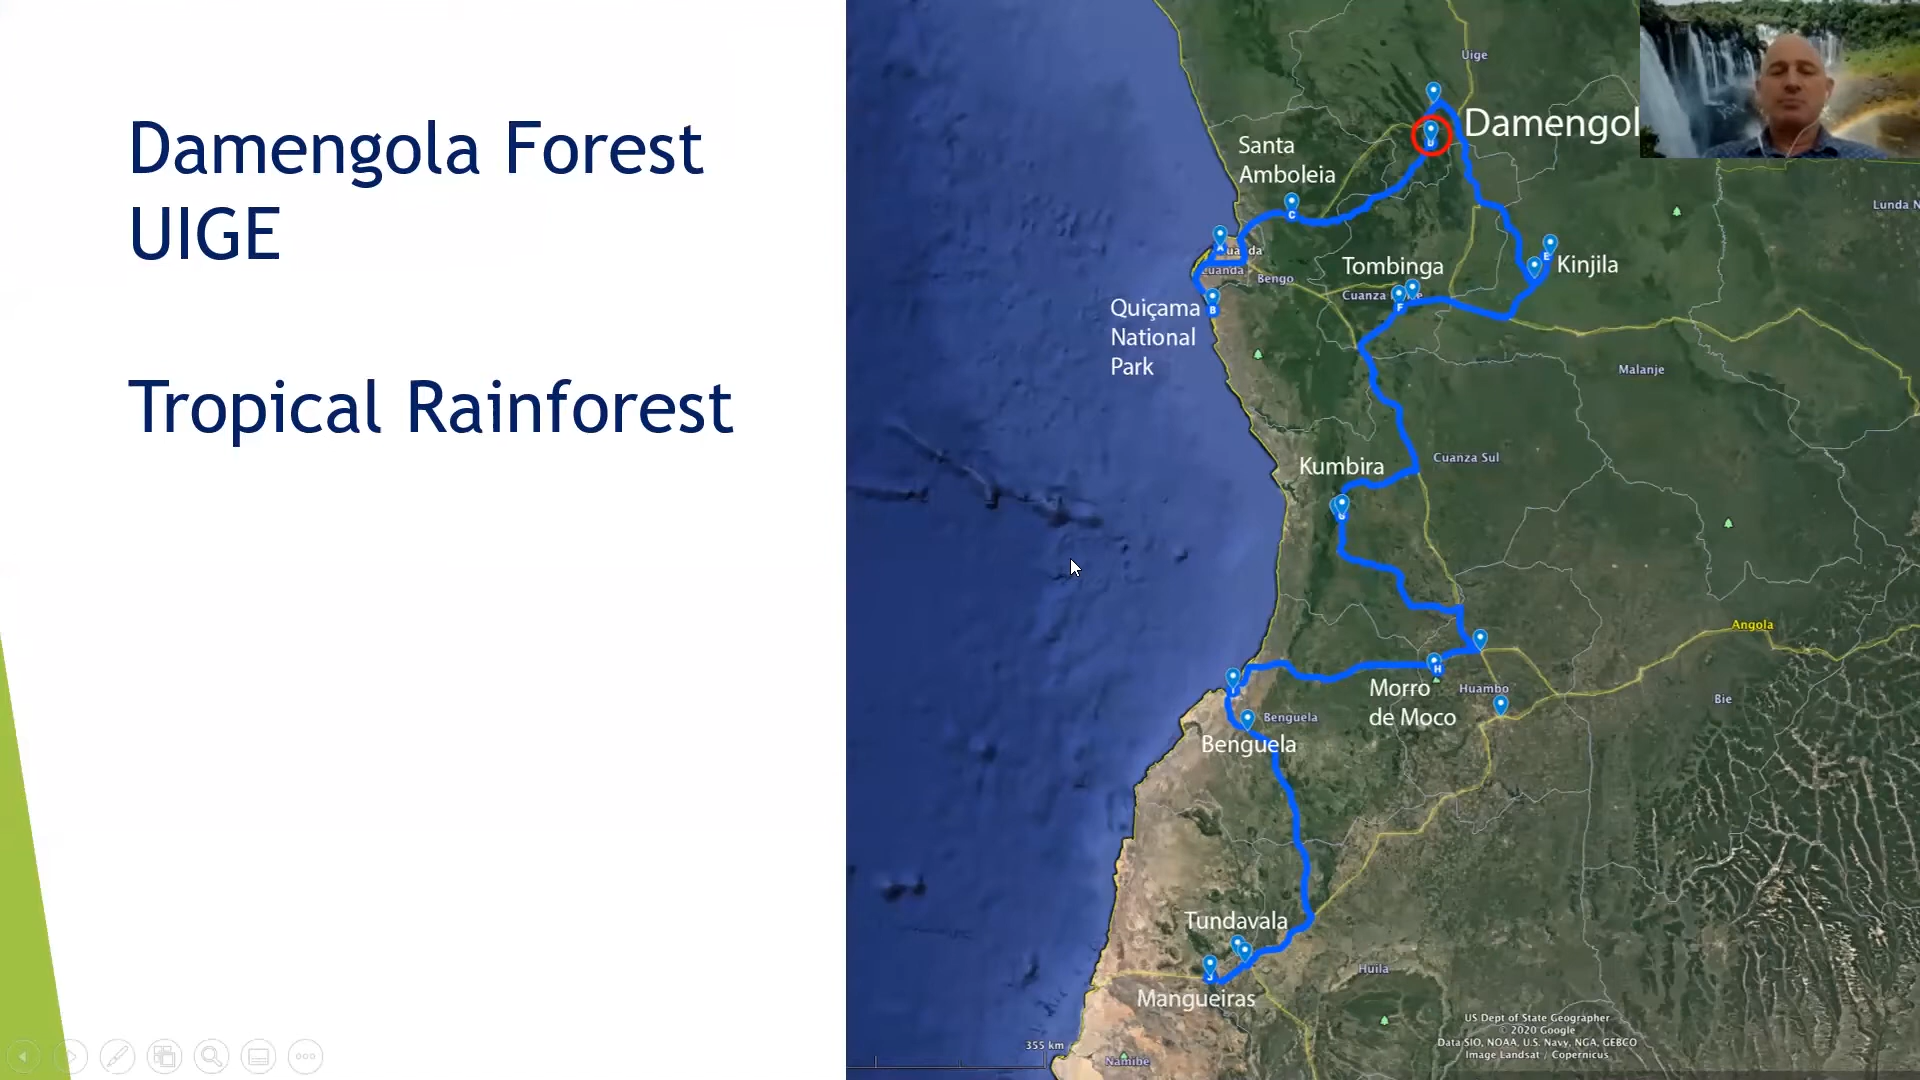 Damengola Forest
UIGE
Tropical Rainforest
Uige
Damengol
Santa
Amboleia
Lunda N
Luanda
Bengo
Tombinga
Kinjila
Cuanza
Quiçama
National
Park
Malanje
Kumbira
Cuanza Sul
Angola
Morro
de Moco
Huambo
Bie
Benguela
Benguela
Tundavala
Huila
Mangueiras
US Dept of State Geographer
© 2020 Google
Data SIO, NOAA, U.S. Navy, NGA, GEBCO
Image Landsat / Copernicus
355 km
Namibe
A
B
C
D
E
F
G
H